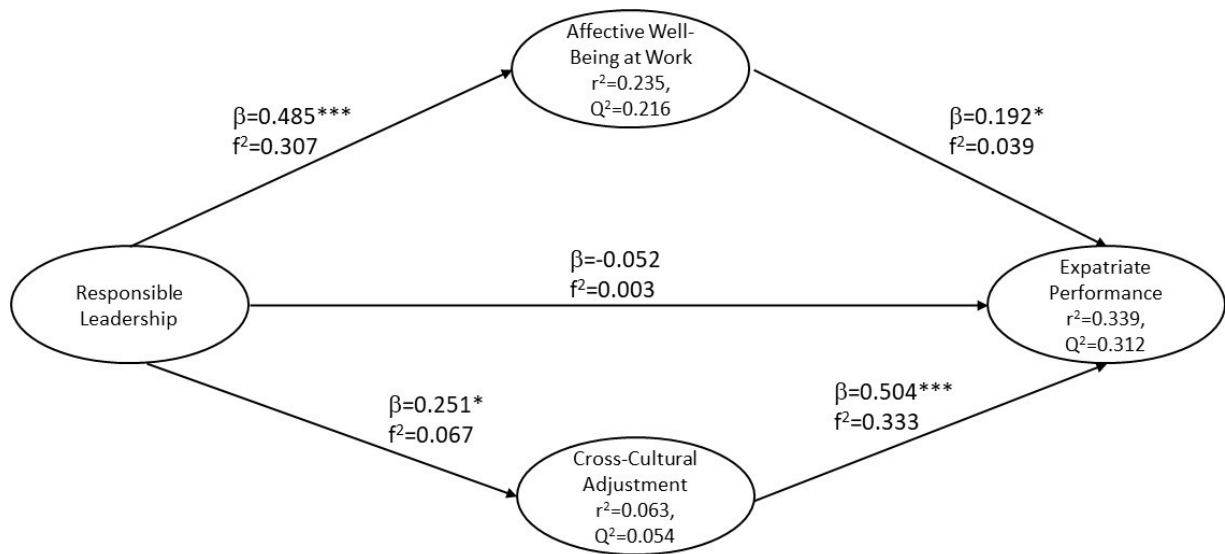 Affective Well-
Being at Work
r²=0.235,
Q²=0.216
β=0.485***
f²=0.307
β=0.192*
f²=0.039
Responsible
Leadership
β=-0.052
f²=0.003
Expatriate
Performance
r²=0.339,
Q²=0.312
β=0.251*
f²=0.067
β=0.504***
f²=0.333
Cross-Cultural
Adjustment
r²=0.063,
Q²=0.054